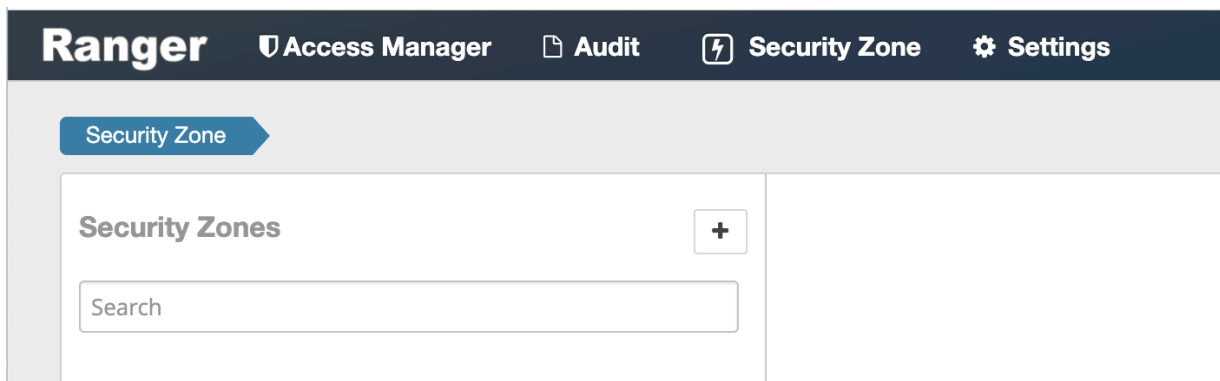 Ranger Access Manager Audit Security Zone Settings
Security Zone
Security Zones
+
Search